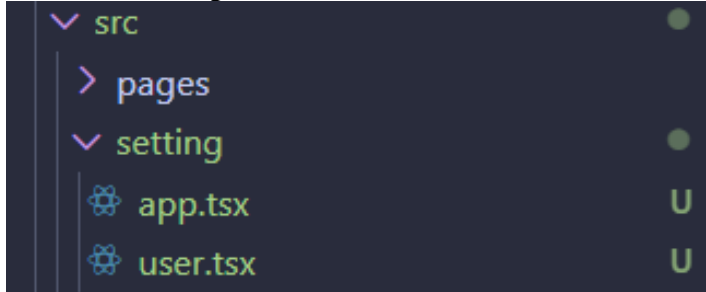 src
pages
setting
app.tsx U
user.tsx U